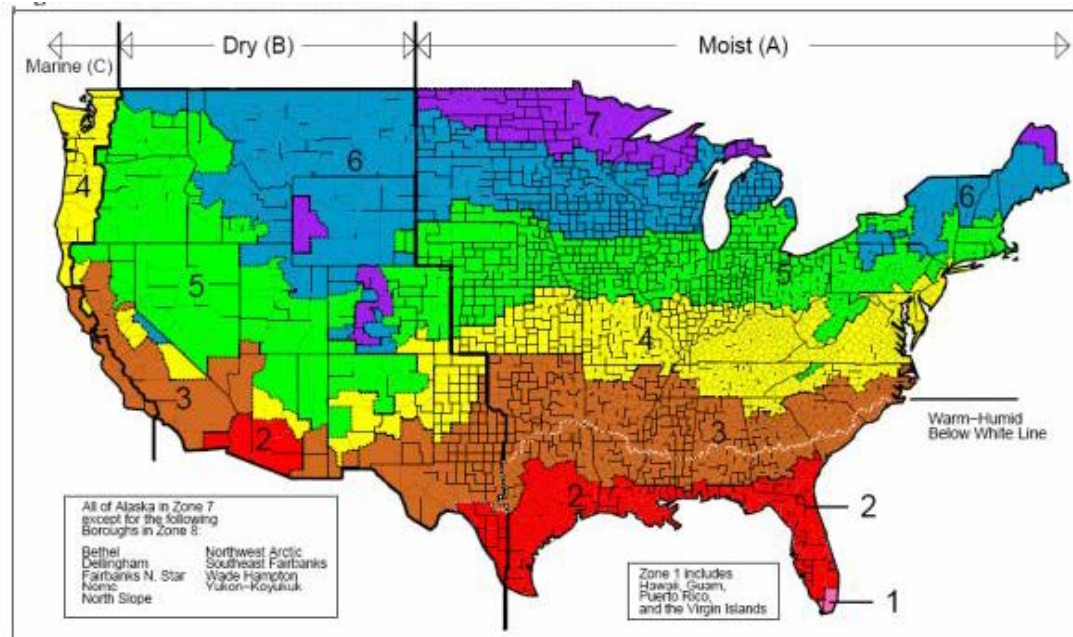 Marine (C)
Dry (B)
Moist (A)
7
6
6
4
5
5
4
3
3
2
2
Warm-Humid
Below White Line
2
1
All of Alaska in Zone 7
except for the following
Boroughs in Zone 8:
Bethel Northwest Arctic
Dellingham Southeast Fairbanks
Fairbanks N. Star Wade Hampton
Nome Yukon-Koyukuk
North Slope
Zone 1 includes
Hawaii, Guam,
Puerto Rico,
and the Virgin Islands